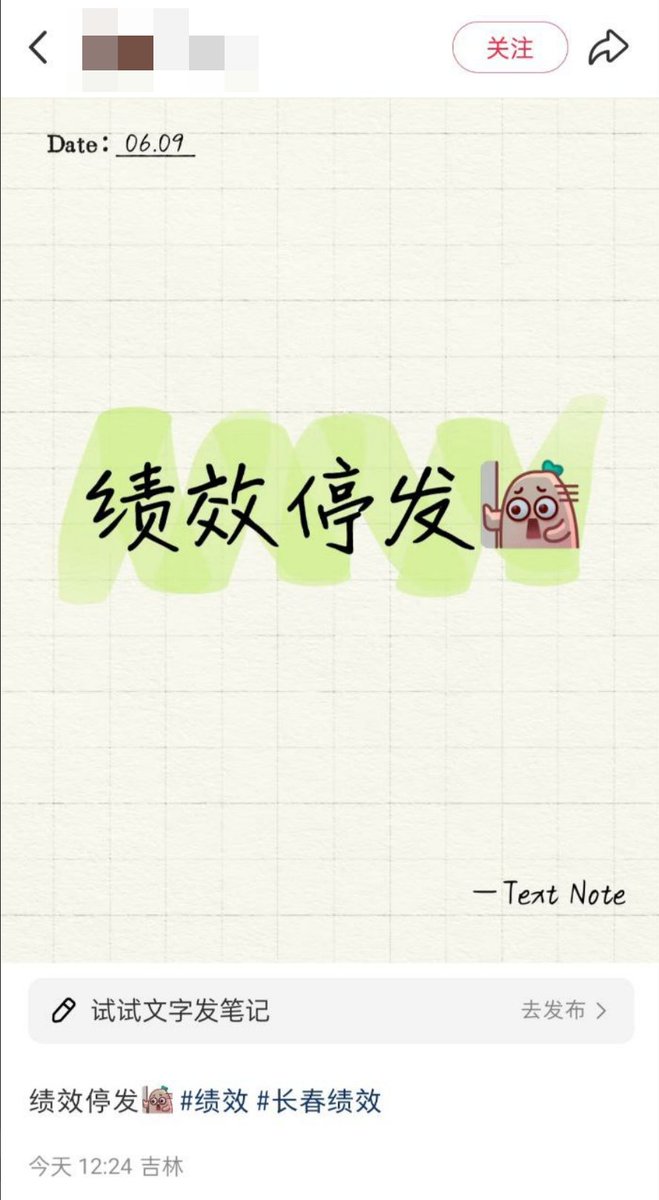 关注
Date: 06.09
绩效停发
—Text Note
试试文字发笔记 去发布
绩效停发 #绩效 #长春绩效
今天 12:24 吉林